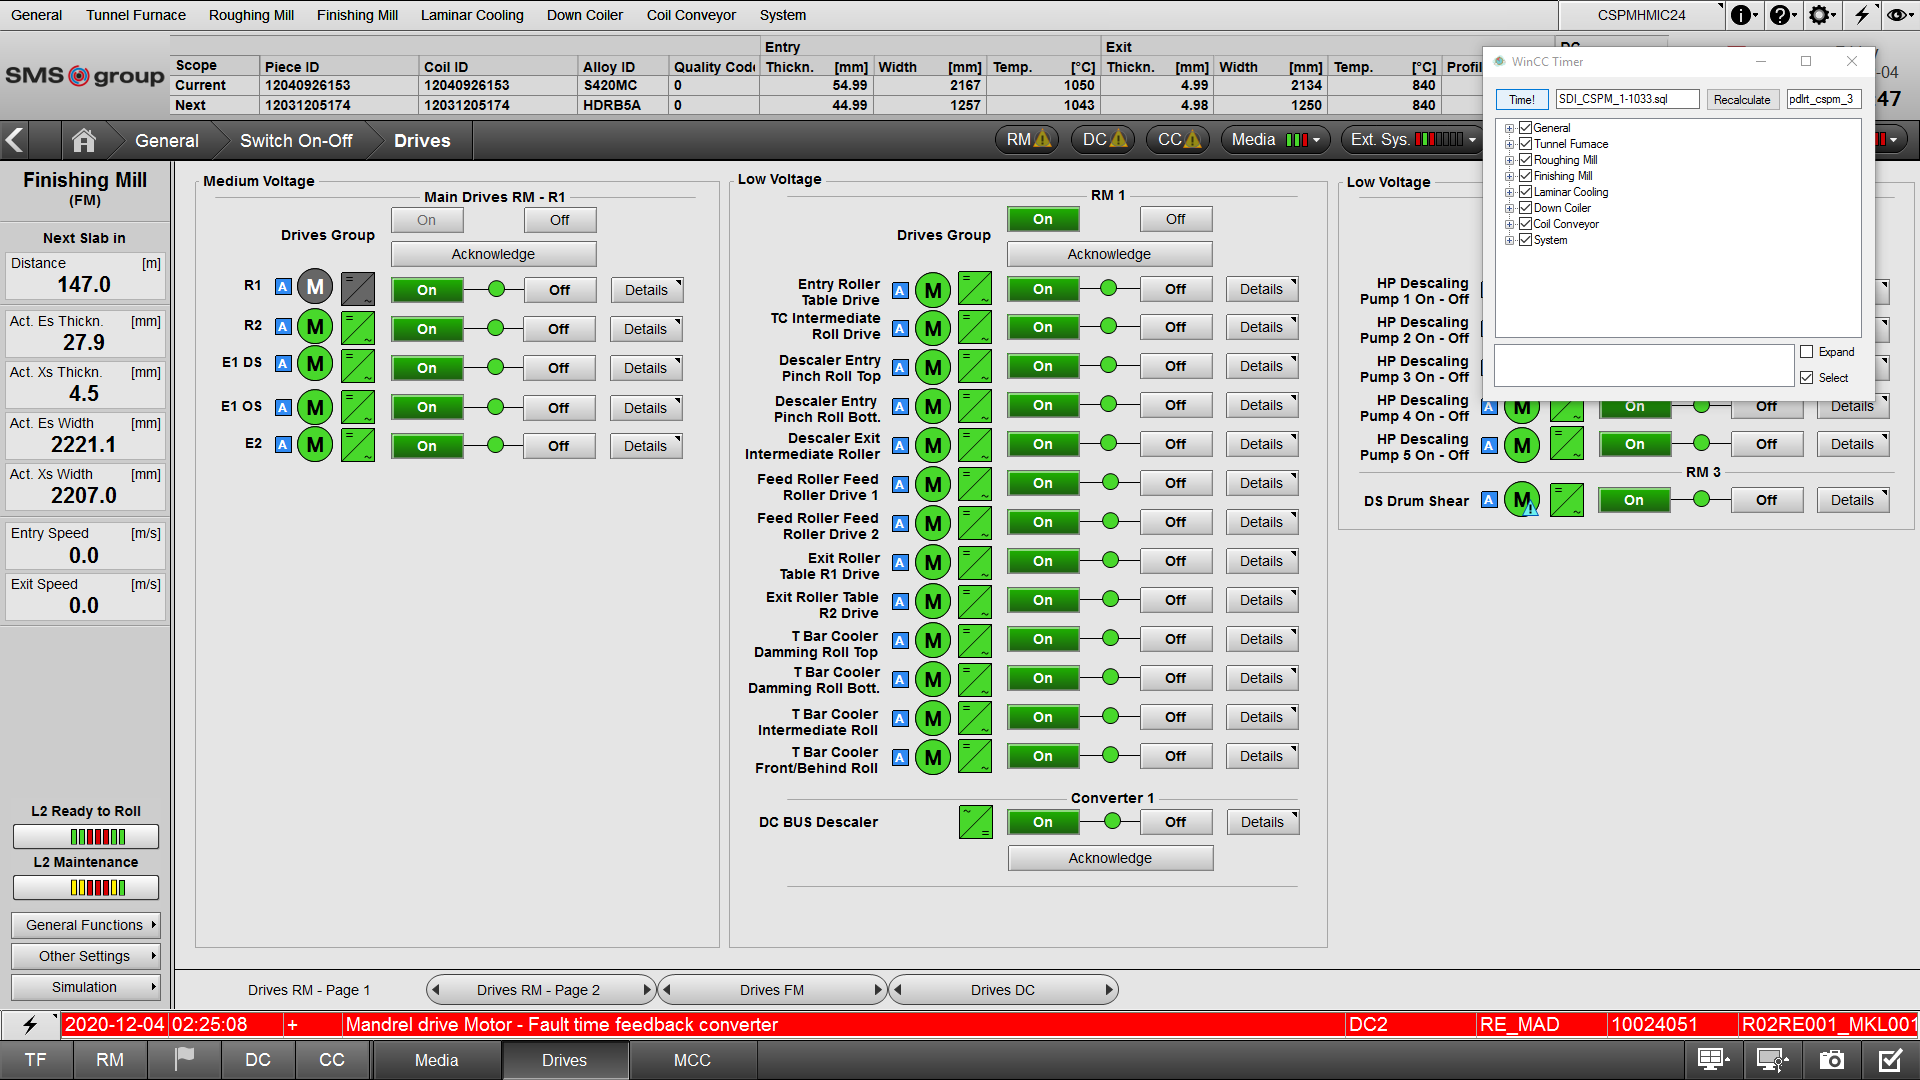 General Tunnel Furnace Roughing Mill Finishing Mill Laminar Cooling Down Coiler Coil Conveyor System CSPMHMIC24
SMS group
Entry Exit
Scope Piece ID Coil ID Alloy ID Quality Code Thickn. [mm] Width [mm] Temp. [°C] Thickn. [mm] Width [mm] Temp. [°C] Profil
Current 12040926153 12040926153 S420MC 0 54.99 2167 1050 4.99 2134 840
Next 12031205174 12031205174 HDRB5A 0 44.99 1257 1043 4.98 1250 840
-04
47
General Switch On-Off Drives RM DC CC Media Ext. Sys.
WinCC Timer
Time! SDI_CSPM_1-1033.sql Recalculate pdlrt_cspm_3
General
Tunnel Furnace
Roughing Mill
Finishing Mill
Laminar Cooling
Down Coiler
Coil Conveyor
System
Expand
Select
Finishing Mill
(FM)
Next Slab in
Distance [m]
147.0
Act. Es Thickn. [mm]
27.9
Act. Xs Thickn. [mm]
4.5
Act. Es Width [mm]
2221.1
Act. Xs Width [mm]
2207.0
Entry Speed [m/s]
0.0
Exit Speed [m/s]
0.0
L2 Ready to Roll
L2 Maintenance
General Functions
Other Settings
Simulation
Medium Voltage
Main Drives RM - R1
On Off
Drives Group
Acknowledge
R1 A M On Off Details
R2 A M On Off Details
E1 DS A M On Off Details
E1 OS A M On Off Details
E2 A M On Off Details
Low Voltage
RM 1
On Off
Drives Group
Acknowledge
Entry Roller
Table Drive A M On Off Details
TC Intermediate
Roll Drive A M On Off Details
Descaler Entry
Pinch Roll Top A M On Off Details
Descaler Entry
Pinch Roll Bott. A M On Off Details
Descaler Exit
Intermediate Roller A M On Off Details
Feed Roller Feed
Roller Drive 1 A M On Off Details
Feed Roller Feed
Roller Drive 2 A M On Off Details
Exit Roller
Table R1 Drive A M On Off Details
Exit Roller Table
R2 Drive A M On Off Details
T Bar Cooler
Damming Roll Top A M On Off Details
T Bar Cooler
Damming Roll Bott. A M On Off Details
T Bar Cooler
Intermediate Roll A M On Off Details
T Bar Cooler
Front/Behind Roll A M On Off Details
Converter 1
DC BUS Descaler On Off Details
Acknowledge
Low Voltage
HP Descaling
Pump 1 On - Off
HP Descaling
Pump 2 On - Off
HP Descaling
Pump 3 On - Off
HP Descaling
Pump 4 On - Off A M On Off Details
HP Descaling
Pump 5 On - Off A M On Off Details
RM 3
DS Drum Shear A M On Off Details
Drives RM - Page 1 Drives RM - Page 2 Drives FM Drives DC
2020-12-04 02:25:08 + Mandrel drive Motor - Fault time feedback converter DC2 RE_MAD 10024051 R02RE001_MKL001
TF RM DC CC Media Drives MCC